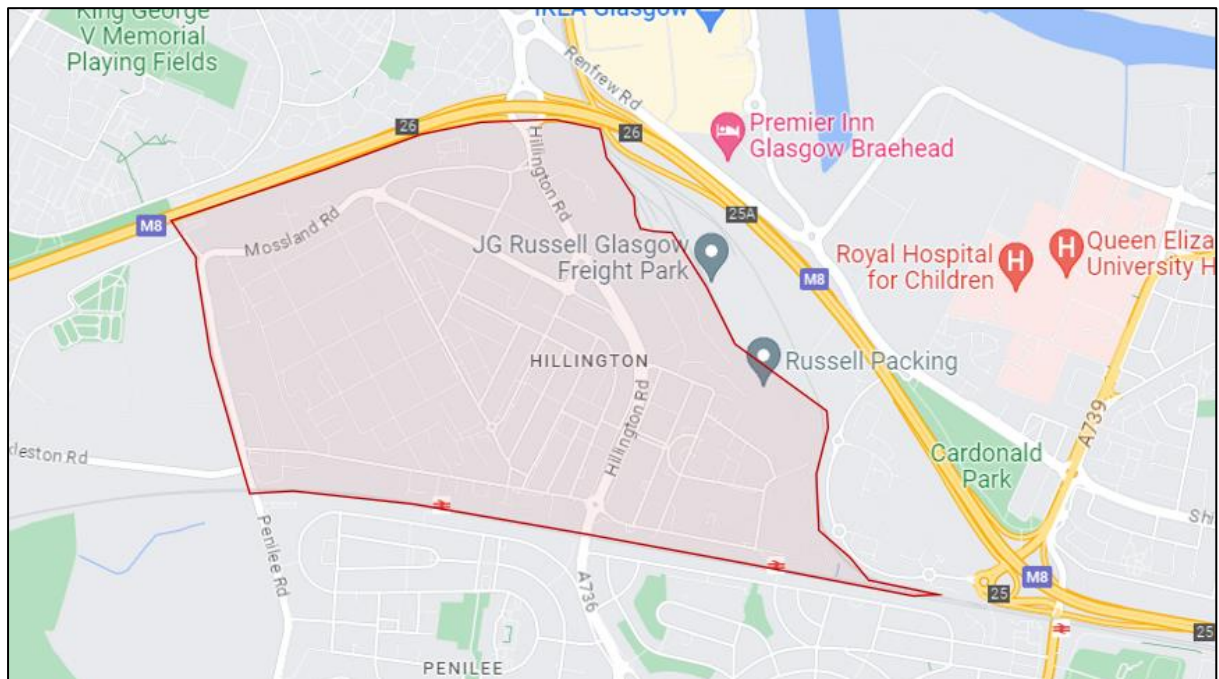 King George
V Memorial
Playing Fields
IKEA Glasgow
Renfrew Rd
26
26
Hillington Rd
Premier Inn
Glasgow Braehead
M8
Mossland Rd
25A
JG Russell Glasgow
Freight Park
Royal Hospital
for Children
H
H
Queen Eliza
University H
M8
HILLINGTON
Russell Packing
Hillington Rd
A739
kleston Rd
Cardonald
Park
Shi
Penilee Rd
A736
M8
25
25
PENILEE